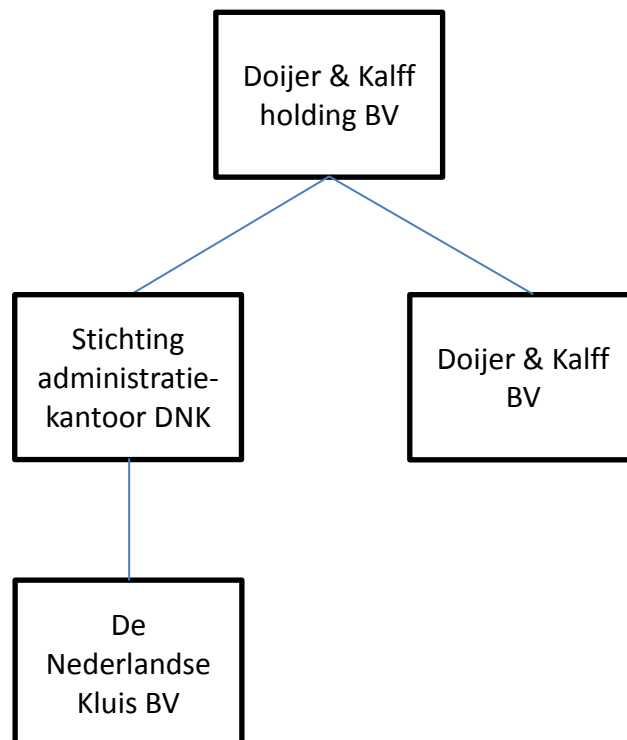 Doijer & Kalff
holding BV
Stichting
administratie-
kantoor DNK
Doijer & Kalff
BV
De
Nederlandse
Kluis BV